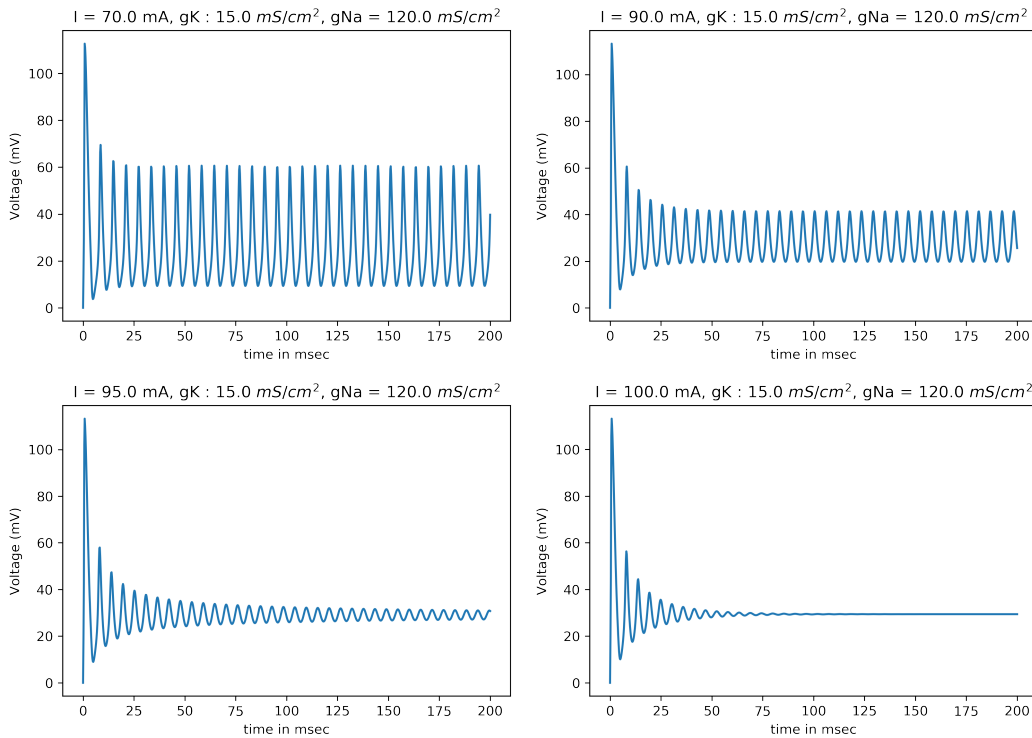 I = 70.0 mA, gK : 15.0 mS/cm², gNa = 120.0 mS/cm²
Voltage (mV)
100
80
60
40
20
0
0 25 50 75 100 125 150 175 200
time in msec
I = 90.0 mA, gK : 15.0 mS/cm², gNa = 120.0 mS/cm²
Voltage (mV)
100
80
60
40
20
0
0 25 50 75 100 125 150 175 200
time in msec
I = 95.0 mA, gK : 15.0 mS/cm², gNa = 120.0 mS/cm²
Voltage (mV)
100
80
60
40
20
0
0 25 50 75 100 125 150 175 200
time in msec
I = 100.0 mA, gK : 15.0 mS/cm², gNa = 120.0 mS/cm²
Voltage (mV)
100
80
60
40
20
0
0 25 50 75 100 125 150 175 200
time in msec